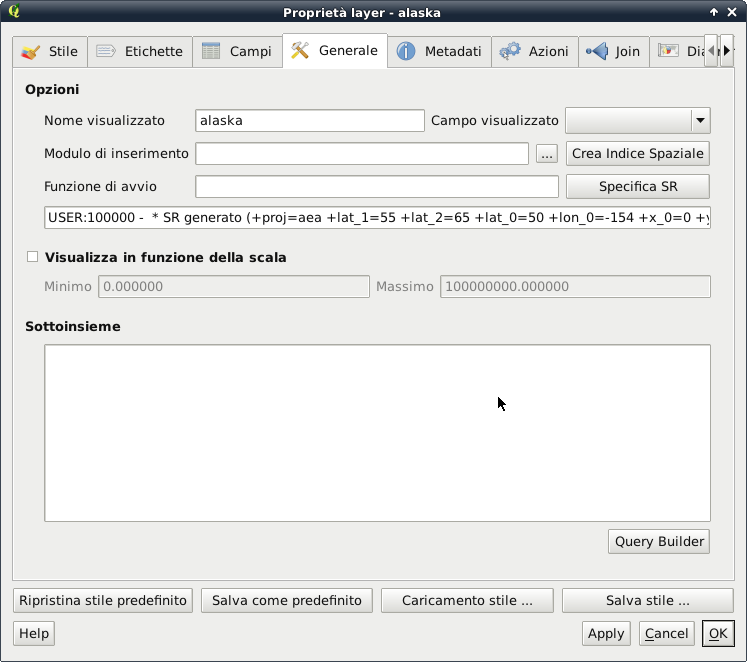 Proprietà layer - alaska
Stile Etichette Campi Generale Metadati Azioni Join
Opzioni
Nome visualizzato alaska Campo visualizzato
Modulo di inserimento ... Crea Indice Spaziale
Funzione di avvio Specifica SR
USER:100000 - * SR generato (+proj=aea +lat_1=55 +lat_2=65 +lat_0=50 +lon_0=-154 +x_0=0
Visualizza in funzione della scala
Minimo 0.000000 Massimo 100000000.000000
Sottoinsieme
Query Builder
Ripristina stile predefinito Salva come predefinito Caricamento stile ... Salva stile ...
Help Apply Cancel OK